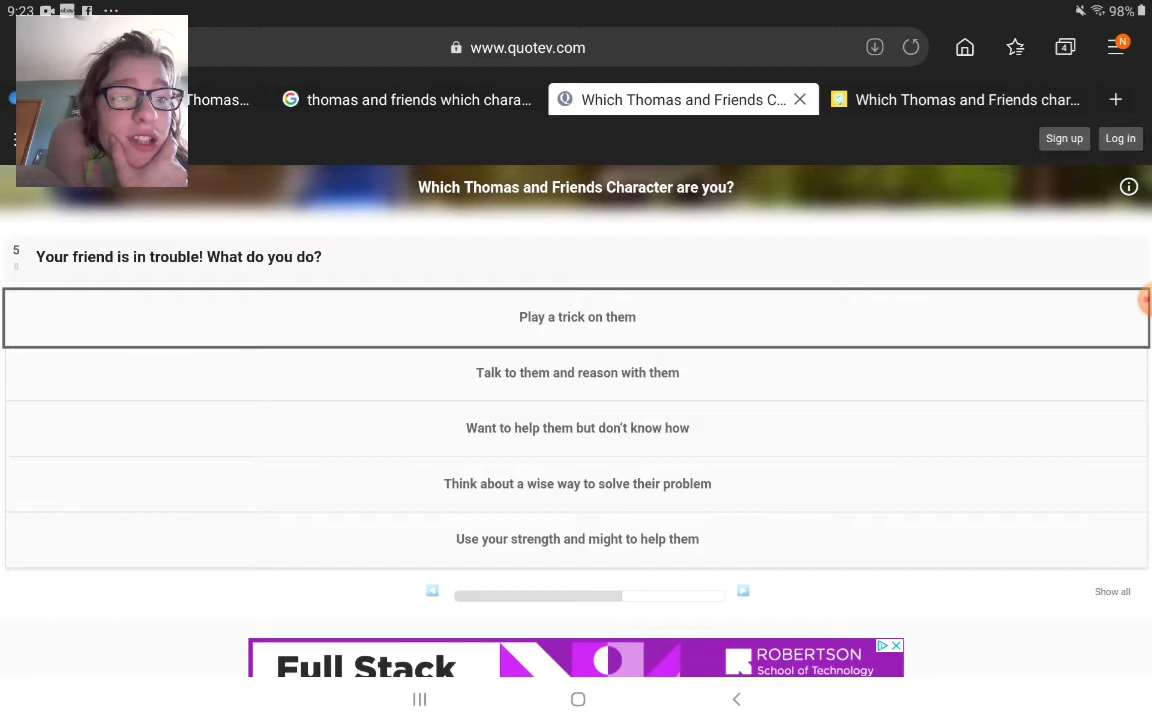 9:23
98%
www.quotev.com
4
N
Thomas...
thomas and friends which chara...
Which Thomas and Friends C...
Which Thomas and Friends char...
Sign up
Log in
Which Thomas and Friends Character are you?
5
8
Your friend is in trouble! What do you do?
Play a trick on them
Talk to them and reason with them
Want to help them but don't know how
Think about a wise way to solve their problem
Use your strength and might to help them
Show all
Full Stack
ROBERTSON
School of Technology